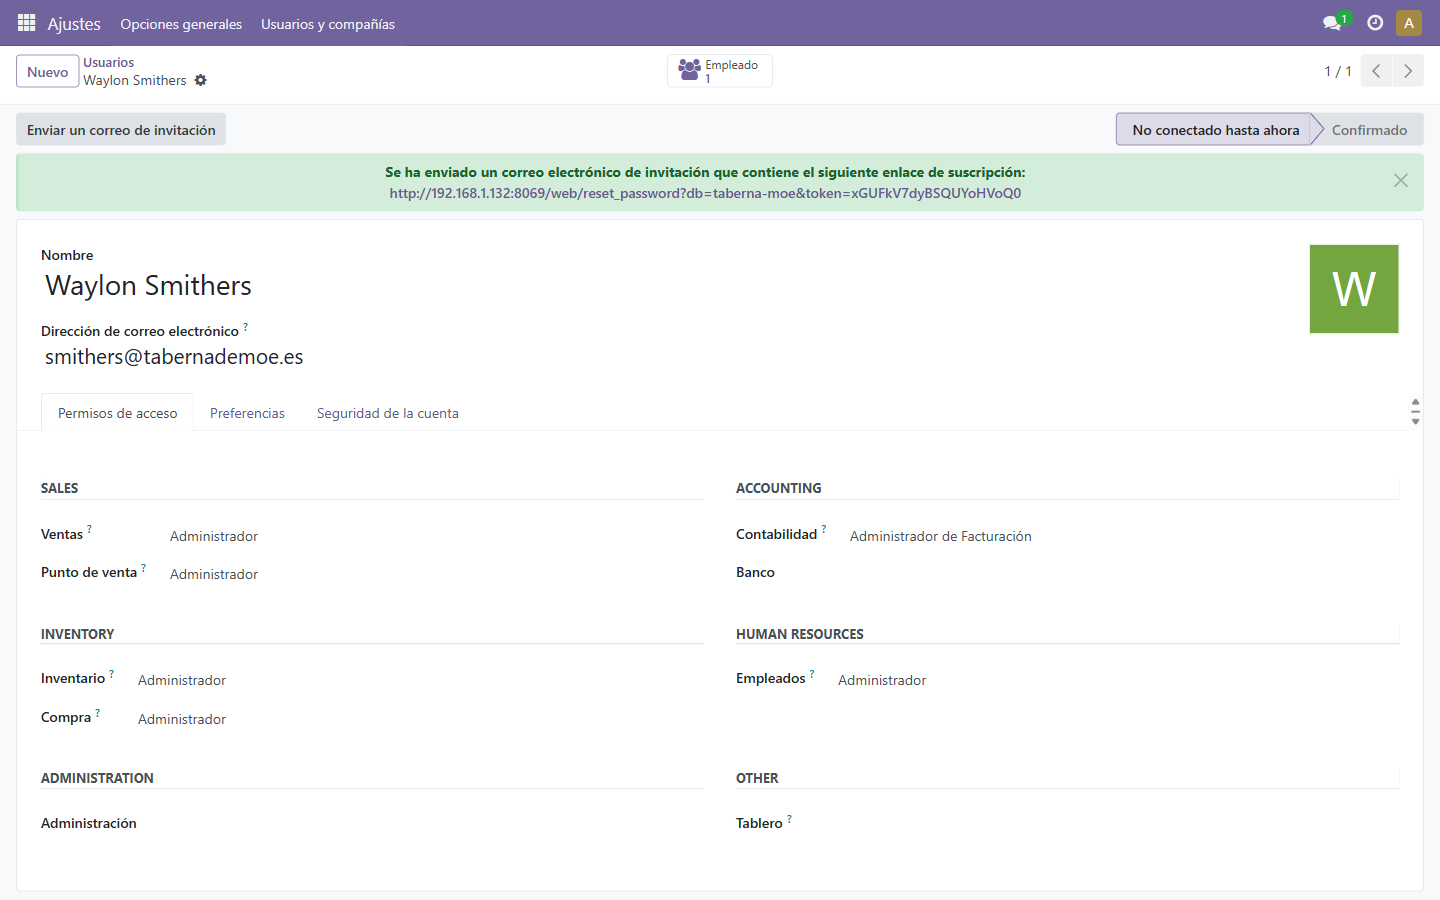 Ajustes Opciones generales Usuarios y compañías 1 A
Nuevo Usuarios
Waylon Smithers
Empleado
1
1 / 1
Enviar un correo de invitación No conectado hasta ahora Confirmado
Se ha enviado un correo electrónico de invitación que contiene el siguiente enlace de suscripción:
http://192.168.1.132:8069/web/reset_password?db=taberna-moe&token=xGUFkV7dyBSQUYoHVoQ0
Nombre
Waylon Smithers
W
Dirección de correo electrónico ?
smithers@tabernademoe.es
Permisos de acceso Preferencias Seguridad de la cuenta
SALES
Ventas ? Administrador
Punto de venta ? Administrador
ACCOUNTING
Contabilidad ? Administrador de Facturación
Banco
INVENTORY
Inventario ? Administrador
Compra ? Administrador
HUMAN RESOURCES
Empleados ? Administrador
ADMINISTRATION
Administración
OTHER
Tablero ?